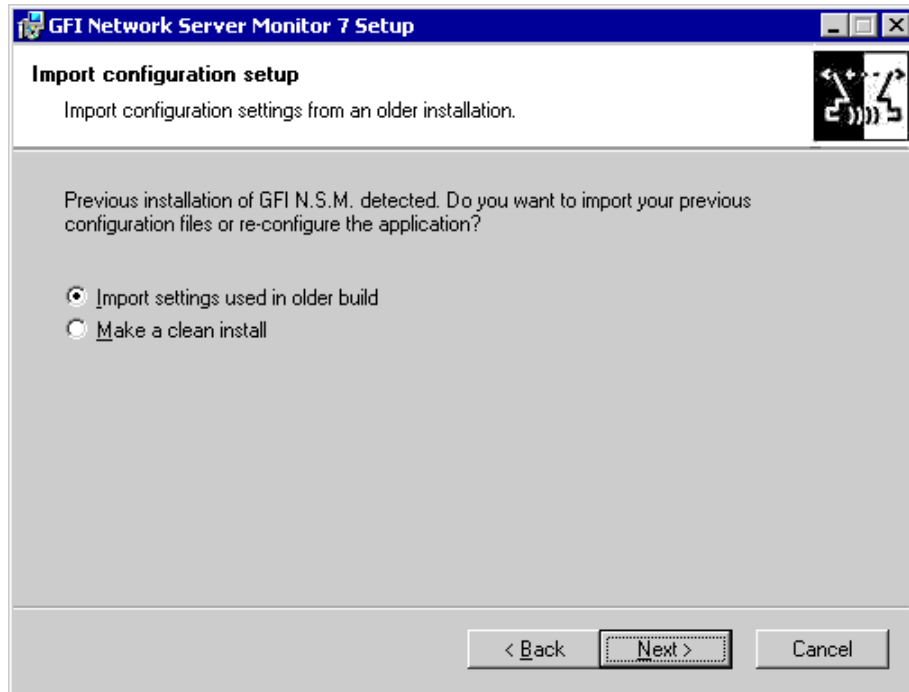 GFI Network Server Monitor 7 Setup
Import configuration setup
Import configuration settings from an older installation.
Previous installation of GFI N.S.M. detected. Do you want to import your previous
configuration files or re-configure the application?
Import settings used in older build
Make a clean install
< Back Next > Cancel